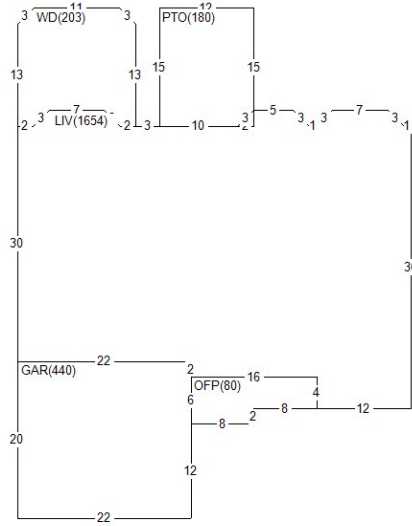 11 12
3 WD(203) 3 PTO(180)
13 13 15 15
7 5 7
3 3 3 3 3
LIV(1654)
2 2 3 10 2 1 1
30
22
GAR(440) 2 16
OFP(80)
6 4
8 12
2
8
20
12
22